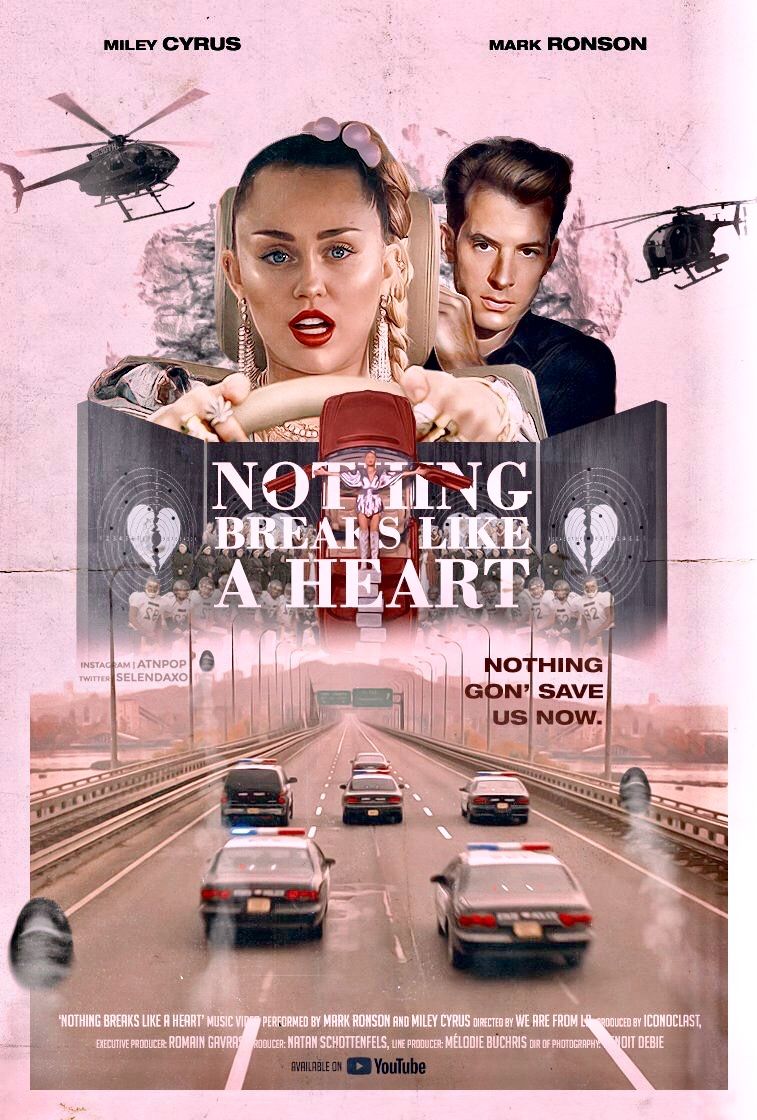 MILEY CYRUS
MARK RONSON
NOTHING
BREAKS LIKE
A HEART
INSTAGRAM | ATNPOP
TWITTER SELENDAXO
NOTHING
GON' SAVE
US NOW.
'NOTHING BREAKS LIKE A HEART' MUSIC VIDEO PERFORMED BY MARK RONSON AND MILEY CYRUS DIRECTED BY WE ARE FROM LA, PRODUCED BY ICONOCLAST,
EXECUTIVE PRODUCER: ROMAIN GAVRAS PRODUCER: NATAN SCHOTTENFELS, LINE PRODUCER: MÉLODIE BUCHRIS DIR OF PHOTOGRAPHY: BENOIT DEBIE
AVAILABLE ON YouTube